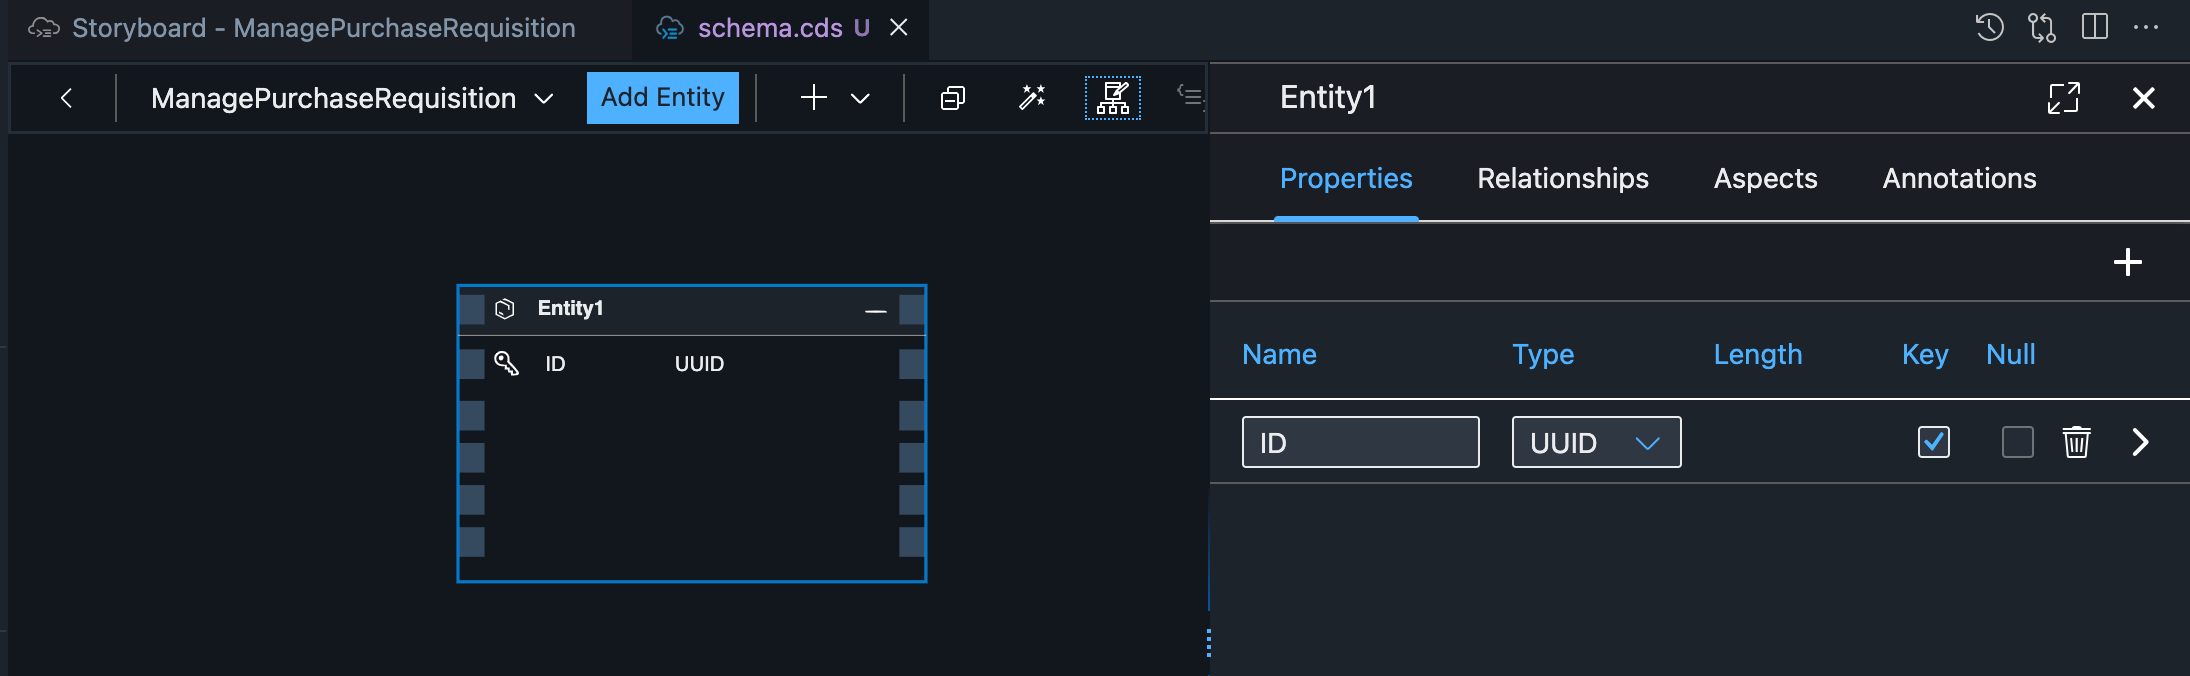 Storyboard - ManagePurchaseRequisition
schema.cds U
ManagePurchaseRequisition
Add Entity
Entity1
Properties Relationships Aspects Annotations
Entity1
ID UUID
Name Type Length Key Null
ID UUID